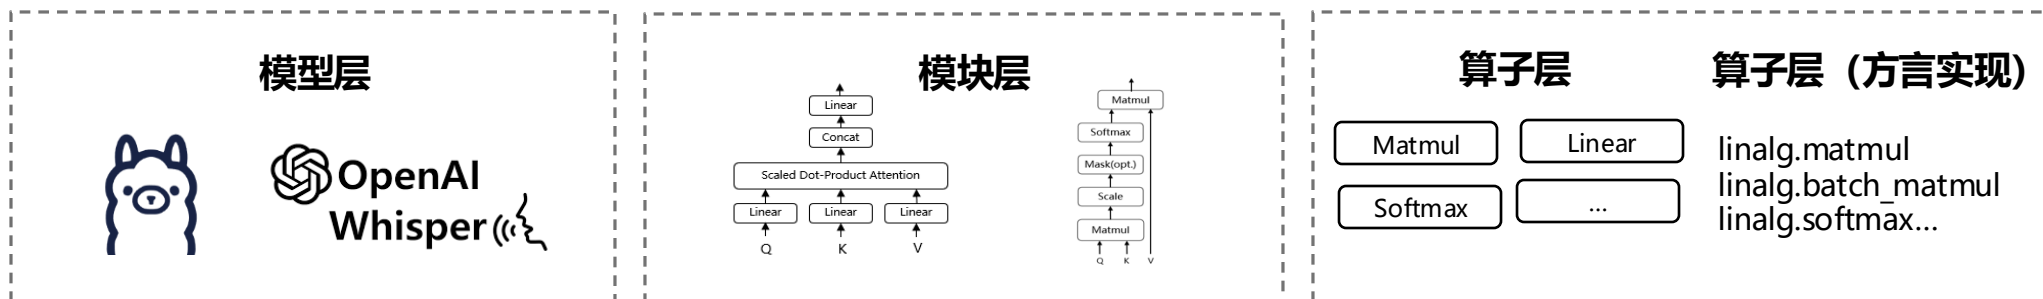 模型层
OpenAI
Whisper
模块层
Linear
Concat
Scaled Dot-Product Attention
Linear Linear Linear
Q K V
Matmul
Softmax
Mask(opt.)
Scale
Matmul
Q K V
算子层
Matmul Linear
Softmax ...
算子层（方言实现）
linalg.matmul
linalg.batch_matmul
linalg.softmax...